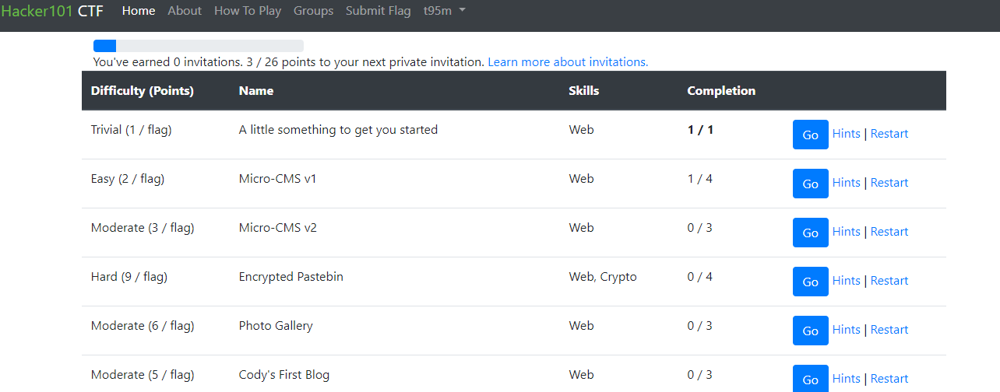 Hacker101 CTF Home About How To Play Groups Submit Flag t95m
You've earned 0 invitations. 3 / 26 points to your next private invitation. Learn more about invitations.
Difficulty (Points) Name Skills Completion
Trivial (1 / flag) A little something to get you started Web 1 / 1 Go Hints | Restart
Easy (2 / flag) Micro-CMS v1 Web 1 / 4 Go Hints | Restart
Moderate (3 / flag) Micro-CMS v2 Web 0 / 3 Go Hints | Restart
Hard (9 / flag) Encrypted Pastebin Web, Crypto 0 / 4 Go Hints | Restart
Moderate (6 / flag) Photo Gallery Web 0 / 3 Go Hints | Restart
Moderate (5 / flag) Cody's First Blog Web 0 / 3 Go Hints | Restart